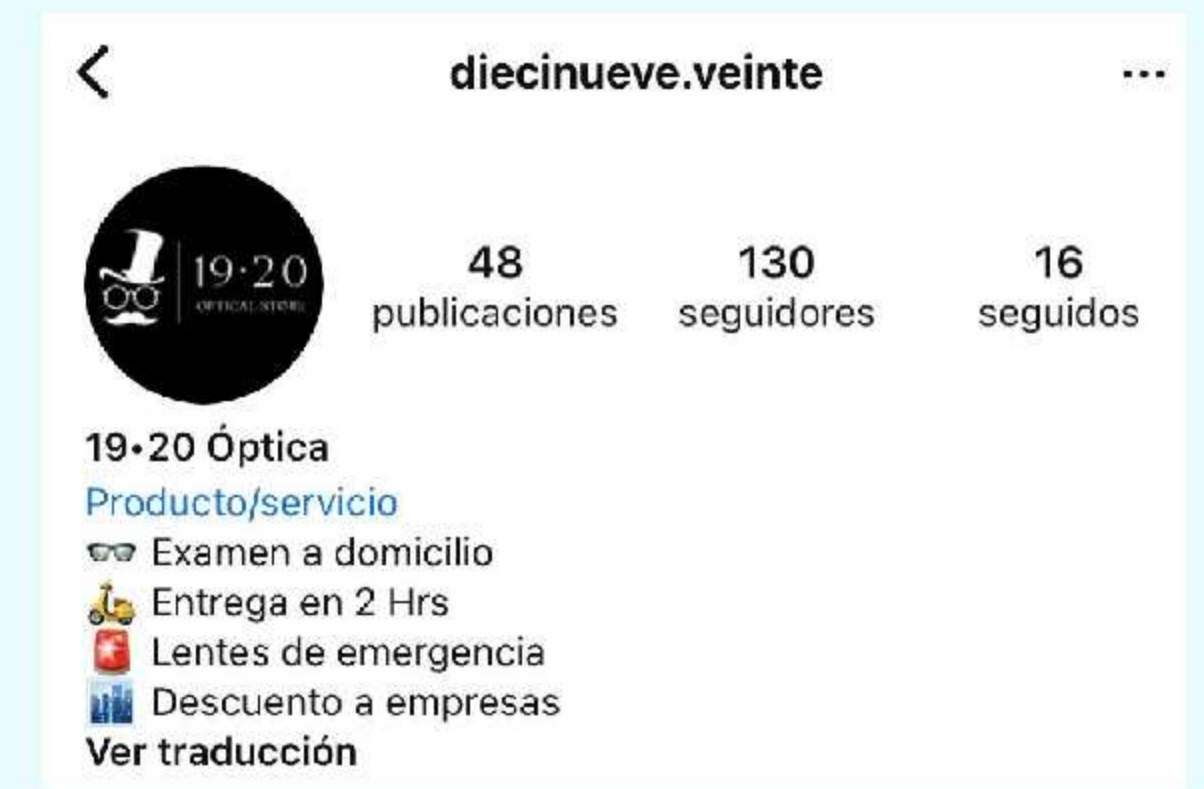 diecinueve.veinte
19·20
OPTICAL STORE
48 130 16
publicaciones seguidores seguidos
19•20 Óptica
Producto/servicio
👓 Examen a domicilio
🛵 Entrega en 2 Hrs
🚨 Lentes de emergencia
🏙️ Descuento a empresas
Ver traducción